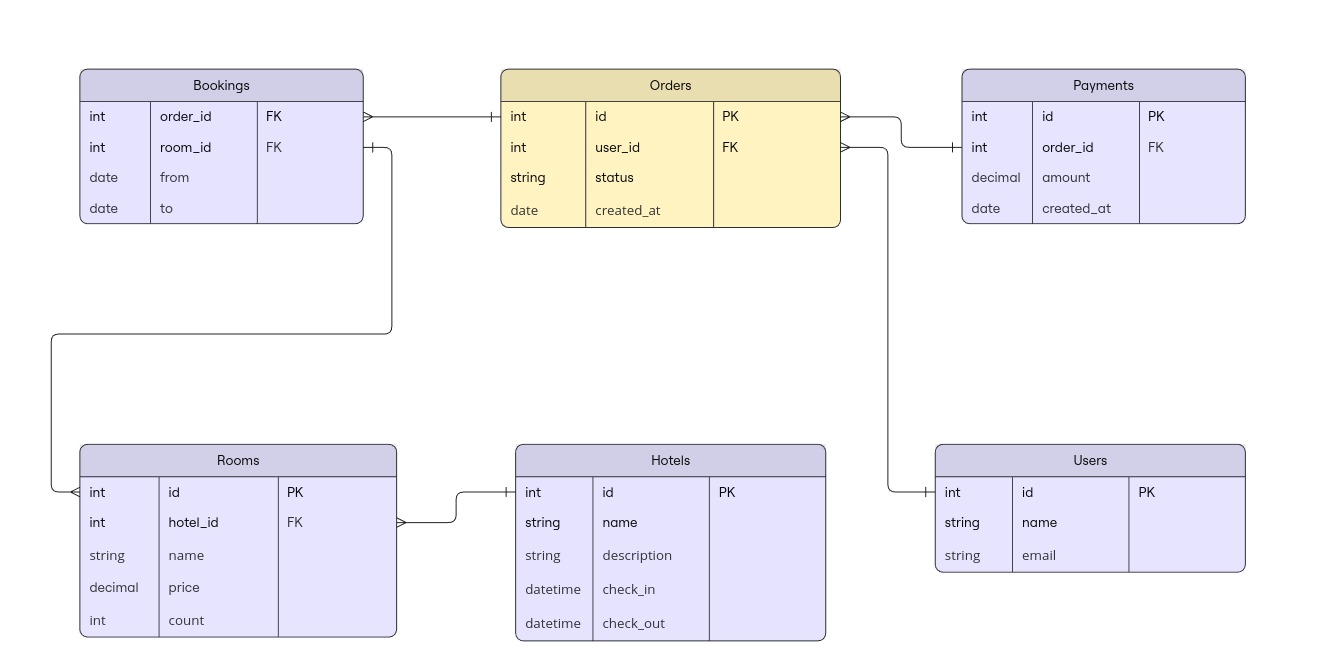 Bookings
int order_id FK
int room_id FK
date from
date to
Orders
int id PK
int user_id FK
string status
date created_at
Payments
int id PK
int order_id FK
decimal amount
date created_at
Rooms
int id PK
int hotel_id FK
string name
decimal price
int count
Hotels
int id PK
string name
string description
datetime check_in
datetime check_out
Users
int id PK
string name
string email